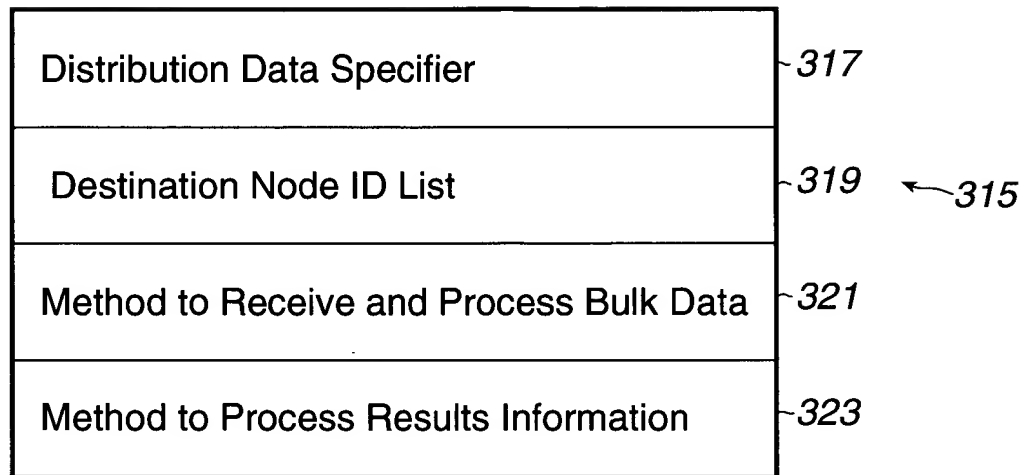 Distribution Data Specifier 317
Destination Node ID List 319 315
Method to Receive and Process Bulk Data 321
Method to Process Results Information 323